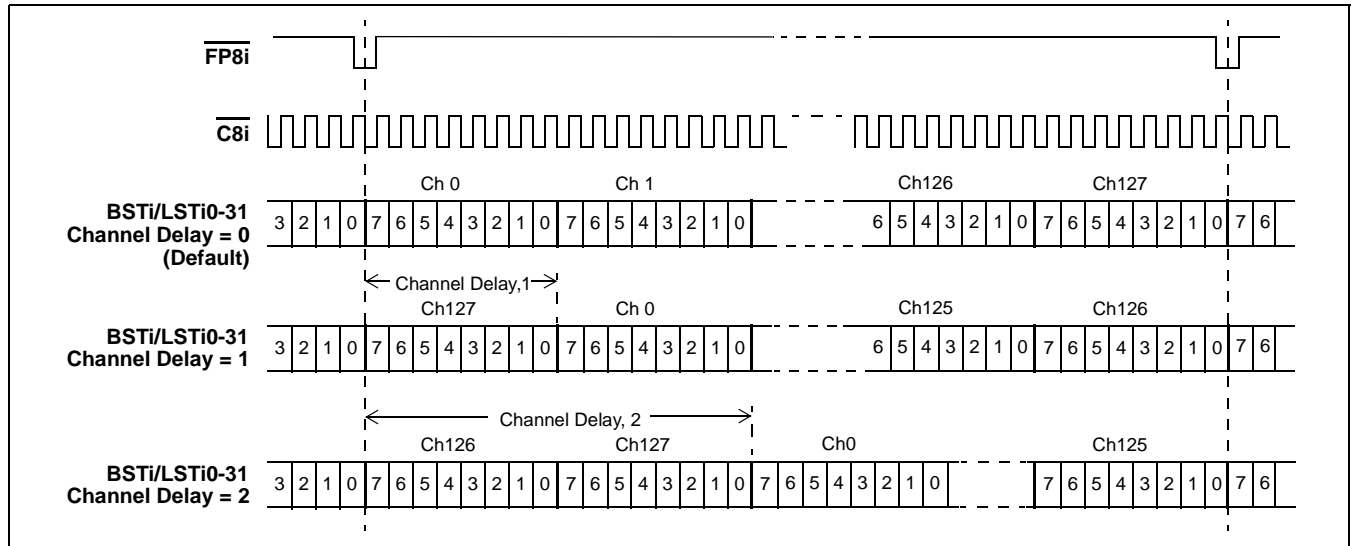 FP8i
C8i
Ch 0 Ch 1 Ch126 Ch127
BSTi/LSTi0-31
Channel Delay = 0
(Default)
3 2 1 0 7 6 5 4 3 2 1 0 7 6 5 4 3 2 1 0 6 5 4 3 2 1 0 7 6 5 4 3 2 1 0 7 6
Channel Delay,1
Ch127 Ch 0 Ch125 Ch126
BSTi/LSTi0-31
Channel Delay = 1
3 2 1 0 7 6 5 4 3 2 1 0 7 6 5 4 3 2 1 0 6 5 4 3 2 1 0 7 6 5 4 3 2 1 0 7 6
Channel Delay, 2
Ch126 Ch127 Ch0 Ch125
BSTi/LSTi0-31
Channel Delay = 2
3 2 1 0 7 6 5 4 3 2 1 0 7 6 5 4 3 2 1 0 7 6 5 4 3 2 1 0 7 6 5 4 3 2 1 0 7 6